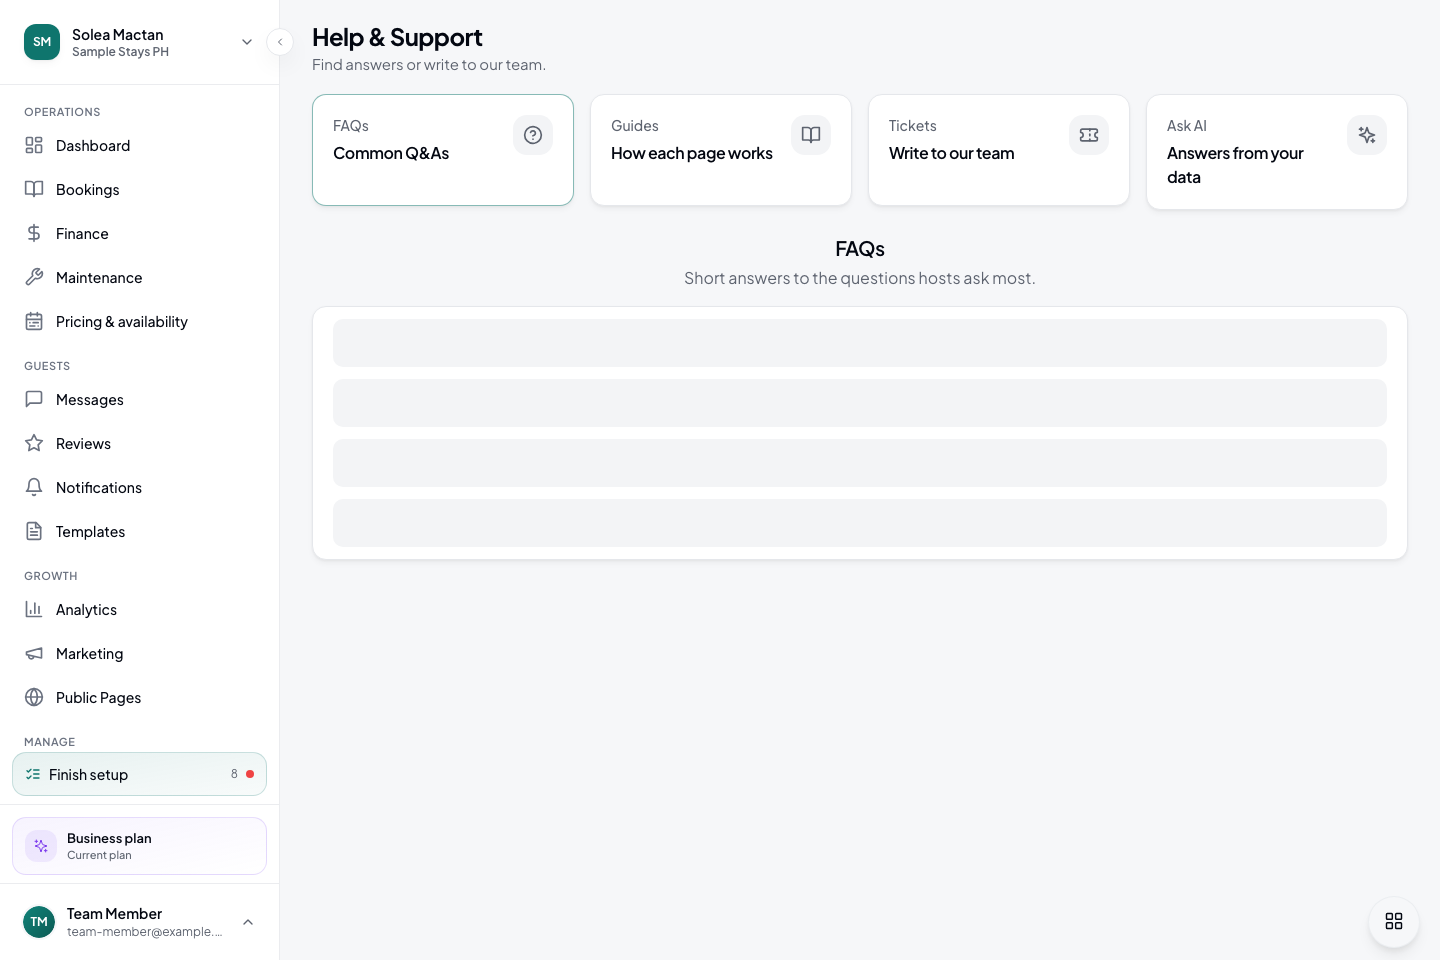 SM
Solea Mactan
Sample Stays PH
OPERATIONS
Dashboard
Bookings
Finance
Maintenance
Pricing & availability
GUESTS
Messages
Reviews
Notifications
Templates
GROWTH
Analytics
Marketing
Public Pages
MANAGE
Finish setup 8
Business plan
Current plan
TM
Team Member
team-member@example....
Help & Support
Find answers or write to our team.
FAQs
Common Q&As
Guides
How each page works
Tickets
Write to our team
Ask AI
Answers from your
data
FAQs
Short answers to the questions hosts ask most.